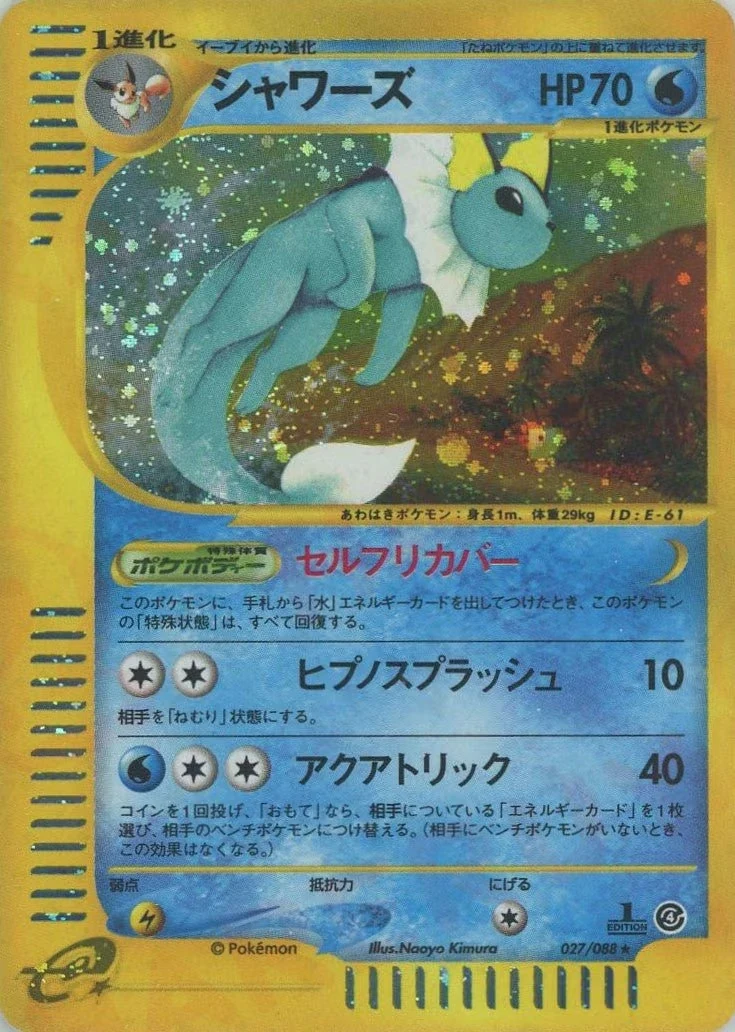 1進化
イーブイから進化
「たねポケモン」の上に重ねて進化させます。
シャワーズ HP70
1進化ポケモン
あわはきポケモン：身長1m、体重29kg ID:E-61
特殊体質
ポケボディー セルフリカバー
このポケモンに、手札から「水」エネルギーカードを出してつけたとき、このポケモン
の「特殊状態」は、すべて回復する。
ヒプノスプラッシュ 10
相手を「ねむり」状態にする。
アクアトリック 40
コインを1回投げ、「おもて」なら、相手についている「エネルギーカード」を1枚
選び、相手のベンチポケモンにつけ替える。（相手にベンチポケモンがいないとき、
この効果はなくなる。）
弱点 抵抗力 にげる
1 EDITION 4
© Pokémon Illus.Naoyo Kimura 027/088★
e